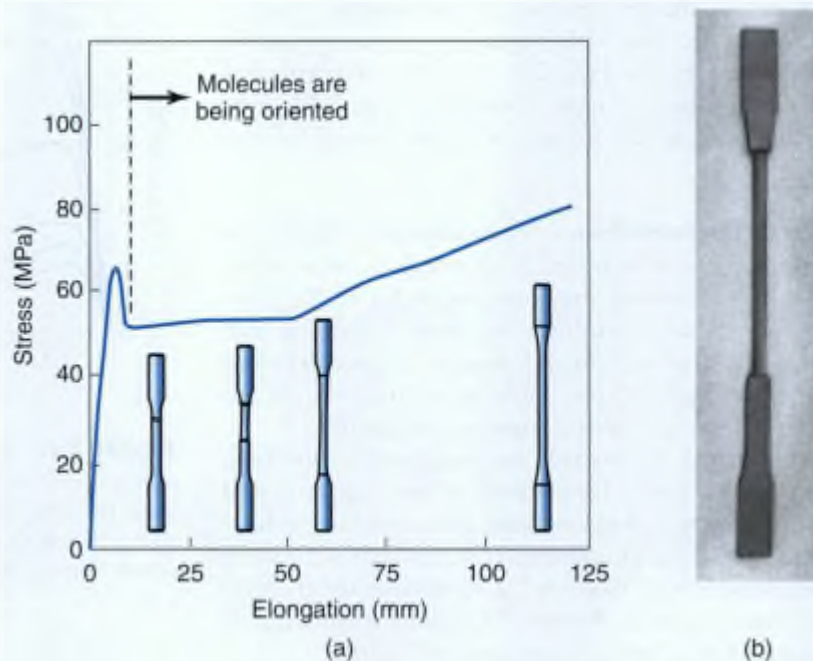 Molecules are
being oriented
Stress (MPa)
100
80
60
40
20
0
0 25 50 75 100 125
Elongation (mm)
(a) (b)